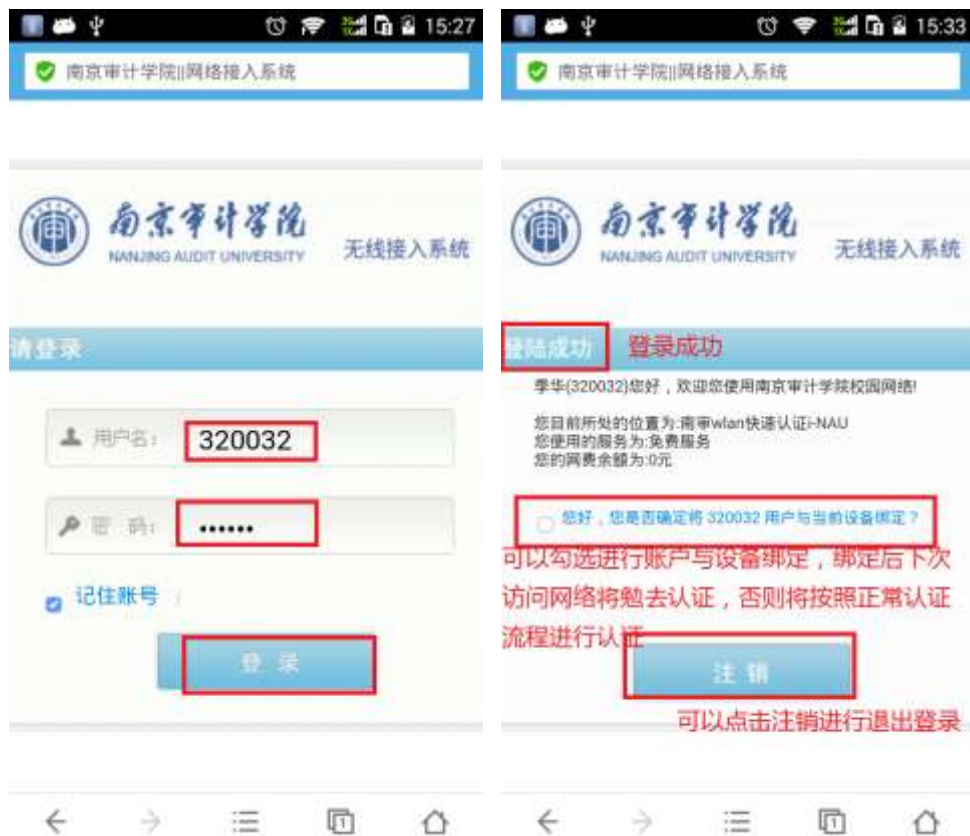 15:27
南京审计学院||网络接入系统
南京审计学院
NANJING AUDIT UNIVERSITY
无线接入系统
请登录
用户名:
320032
密 码:
••••••
记住账号
登 录
1
15:33
南京审计学院||网络接入系统
南京审计学院
NANJING AUDIT UNIVERSITY
无线接入系统
登陆成功
登录成功
季华(320032)您好,欢迎您使用南京审计学院校园网络!
您目前所处的位置为:南审wlan快速认证i-NAU
您使用的服务为:免费服务
您的网费余额为:0元
您好,您是否确定将 320032 用户与当前设备绑定?
可以勾选进行账户与设备绑定,绑定后下次
访问网络将勉去认证,否则将按照正常认证
流程进行认证
注 销
可以点击注销进行退出登录
1